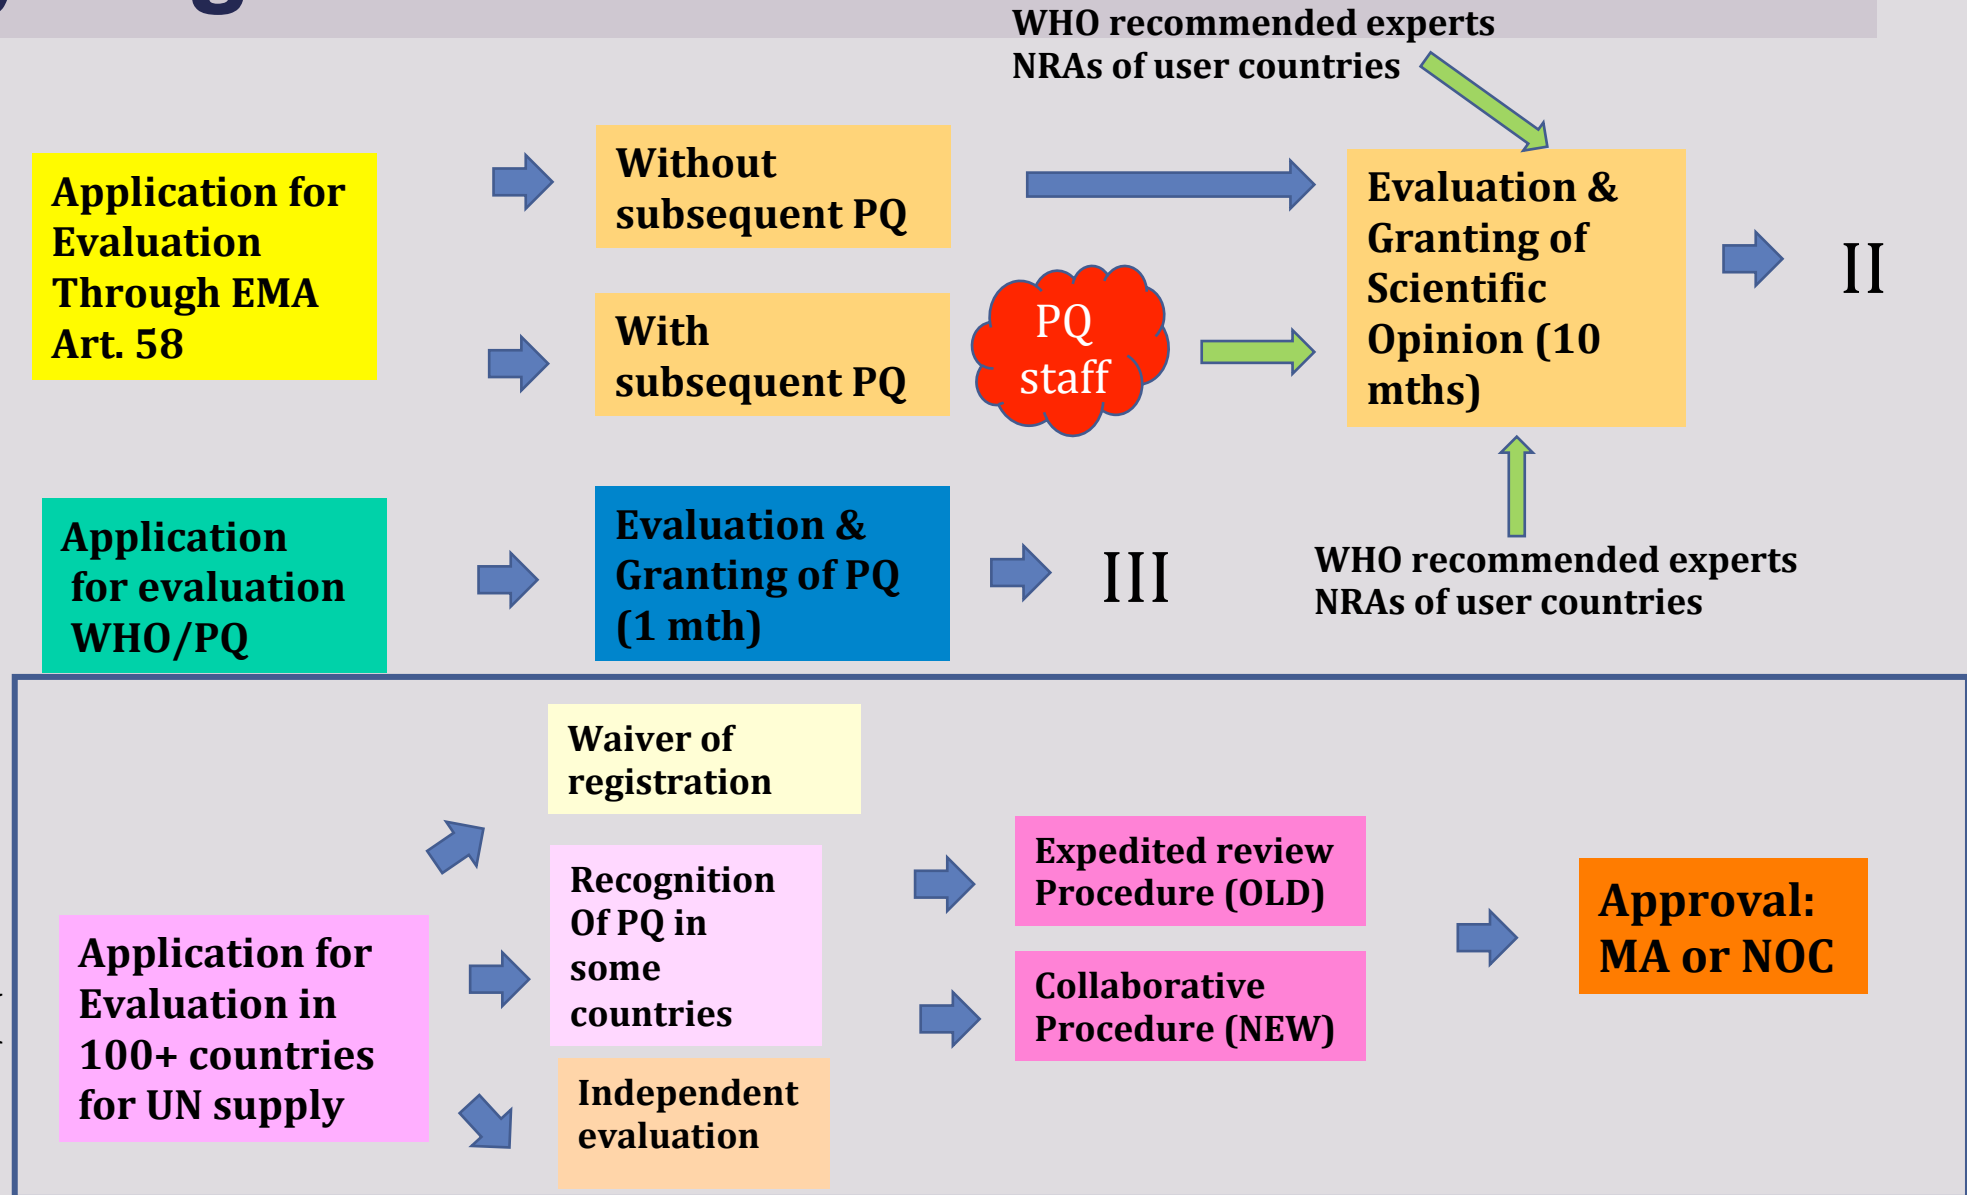 WHO recommended experts
NRAs of user countries
Application for
Evaluation
Through EMA
Art. 58
Without
subsequent PQ
With
subsequent PQ
PQ
staff
Evaluation &
Granting of
Scientific
Opinion (10
mths)
II
Application
for evaluation
WHO/PQ
Evaluation &
Granting of PQ
(1 mth)
III
WHO recommended experts
NRAs of user countries
Application for
Evaluation in
100+ countries
for UN supply
Waiver of
registration
Recognition
Of PQ in
some
countries
Independent
evaluation
Expedited review
Procedure (OLD)
Collaborative
Procedure (NEW)
Approval:
MA or NOC